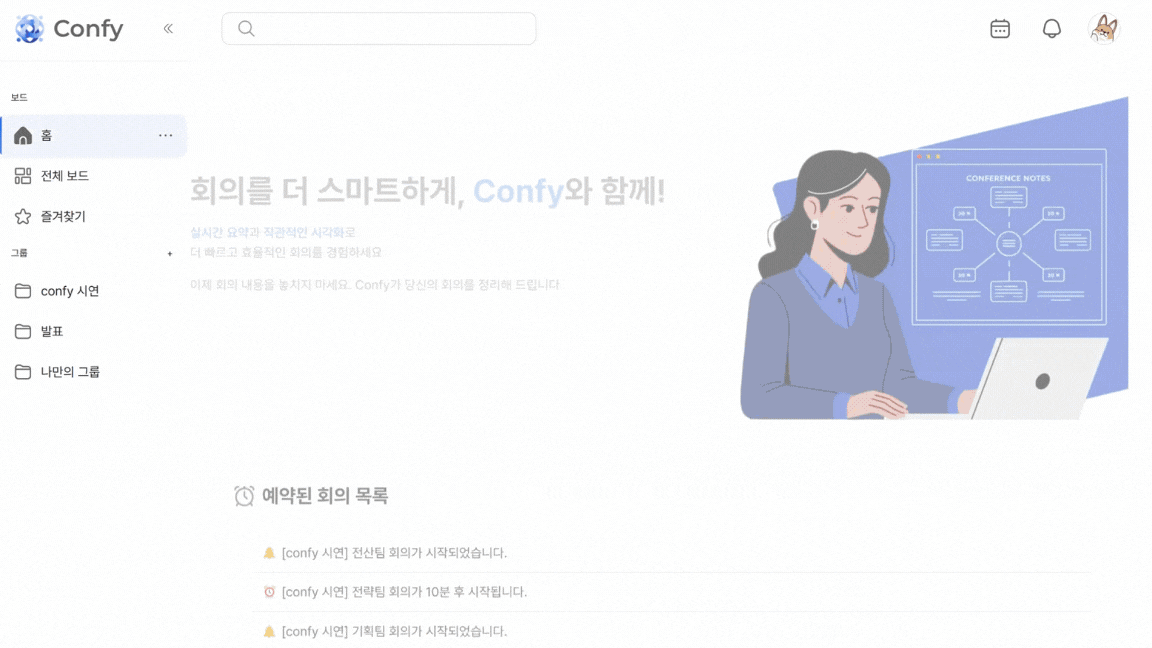 Confy
보드
홈
전체 보드
즐겨찾기
그룹
confy 시연
발표
나만의 그룹
회의를 더 스마트하게, Confy와 함께!
실시간 요약과 직관적인 시각화로
더 빠르고 효율적인 회의를 경험하세요
이제 회의 내용을 놓치지 마세요. Confy가 당신의 회의를 정리해 드립니다
CONFERENCE NOTES
예약된 회의 목록
[confy 시연] 전산팀 회의가 시작되었습니다.
[confy 시연] 전략팀 회의가 10분 후 시작됩니다.
[confy 시연] 기획팀 회의가 시작되었습니다.